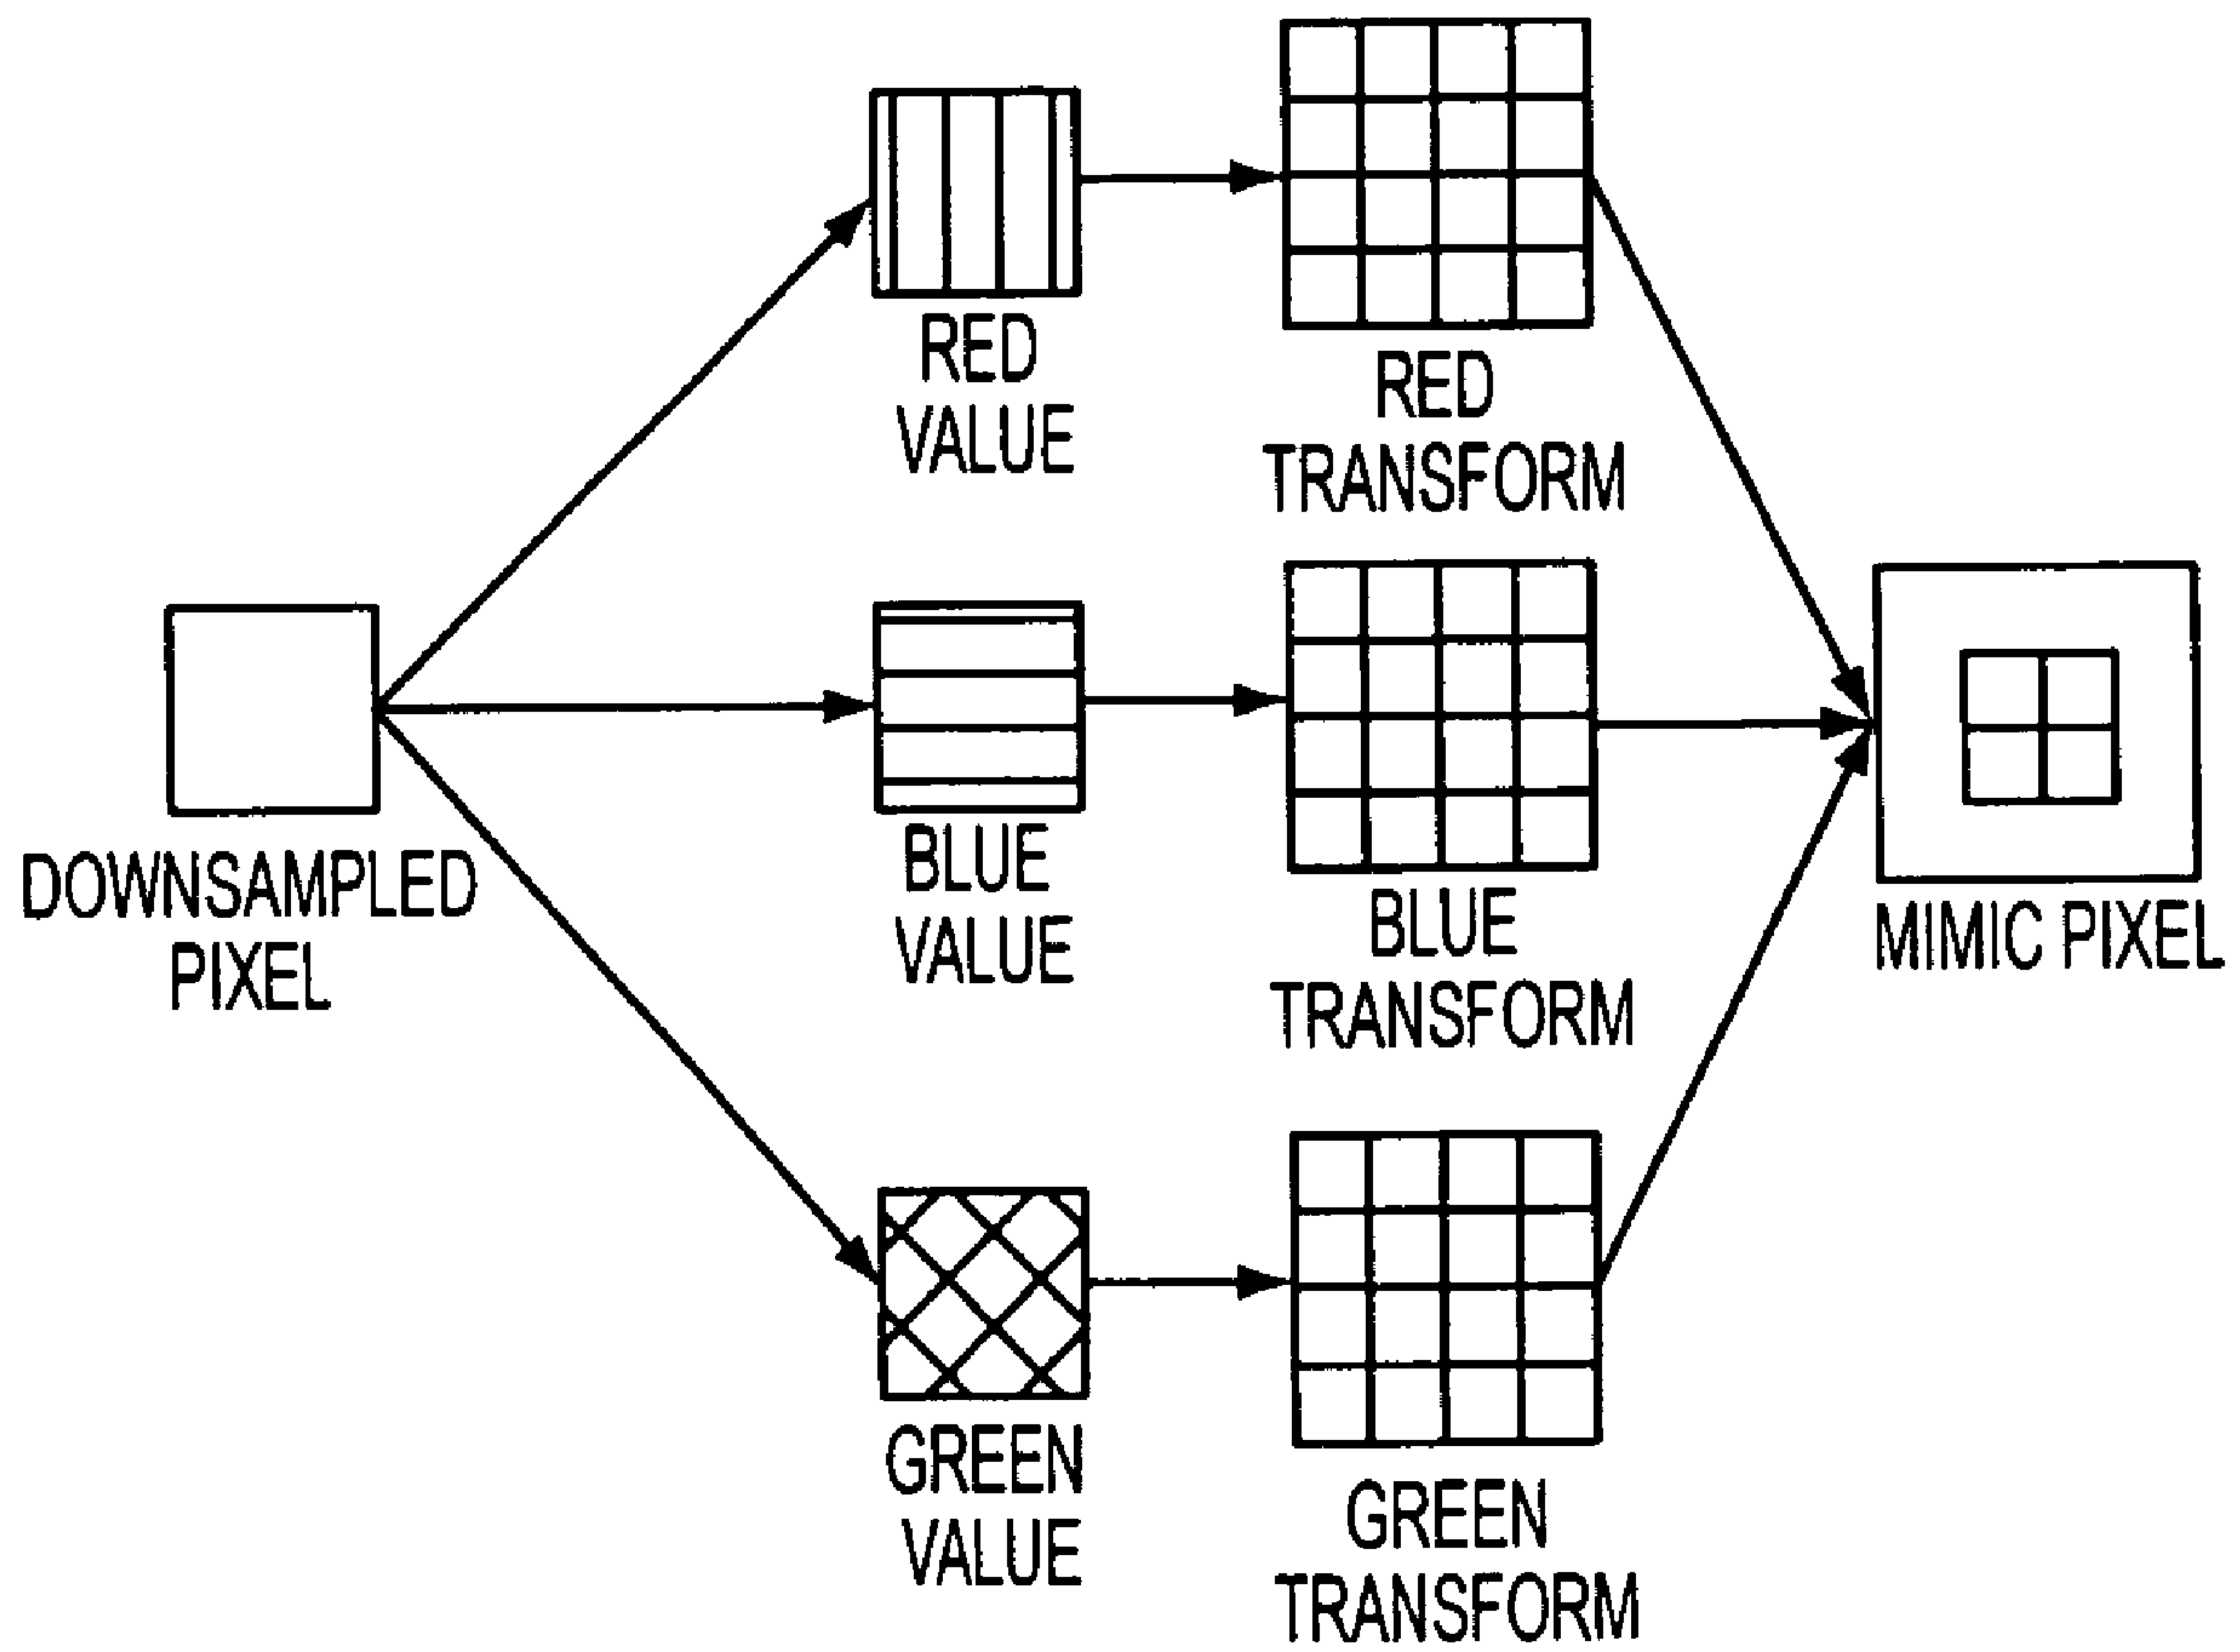 DOWNSAMPLED
PIXEL
RED
VALUE
RED
TRANSFORM
BLUE
VALUE
BLUE
TRANSFORM
GREEN
VALUE
GREEN
TRANSFORM
MIMIC PIXEL